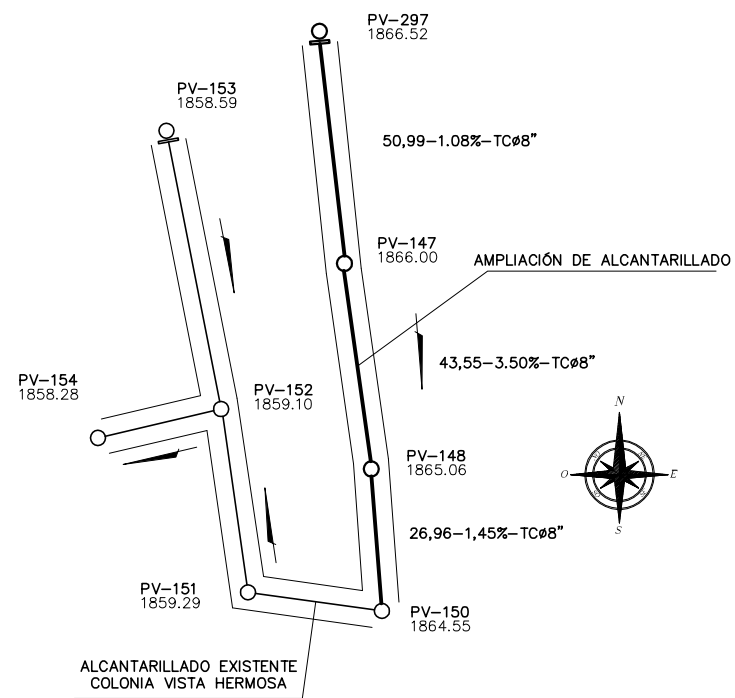 PV-297
1866.52
PV-153
1858.59
50,99-1.08%-TCø8"
PV-147
1866.00
AMPLIACIÓN DE ALCANTARILLADO
43,55-3.50%-TCø8"
PV-154
1858.28
PV-152
1859.10
N
O
E
S
PV-148
1865.06
26,96-1,45%-TCø8"
PV-151
1859.29
PV-150
1864.55
ALCANTARILLADO EXISTENTE
COLONIA VISTA HERMOSA